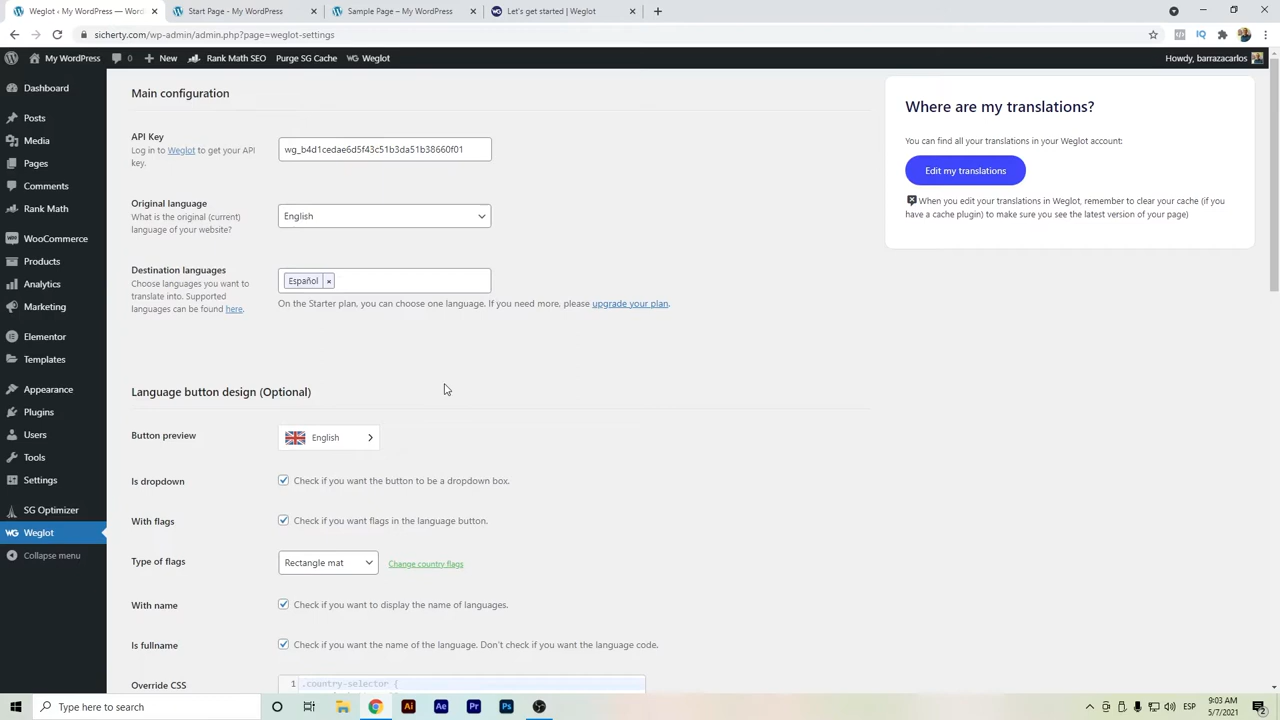 Weglot ‹ My WordPress — WordPr
Start Page – My WordPress
Sample Page – My WordPress
Let's get started | Weglot
sicherty.com/wp-admin/admin.php?page=weglot-settings
My WordPress
0
New
Rank Math SEO
Purge SG Cache
WG Weglot
Howdy, barrazacarlos
Dashboard
Posts
Media
Pages
Comments
Rank Math
WooCommerce
Products
Analytics
Marketing
Elementor
Templates
Appearance
Plugins
Users
Tools
Settings
SG Optimizer
WG Weglot
Collapse menu
Main configuration
API Key
Log in to Weglot to get your API
key.
wg_b4d1cedae6d5f43c51b3da51b38660f01
Original language
What is the original (current)
language of your website?
English
Destination languages
Choose languages you want to
translate into. Supported
languages can be found here.
Español ×
On the Starter plan, you can choose one language. If you need more, please upgrade your plan.
Language button design (Optional)
Button preview
English
Is dropdown
Check if you want the button to be a dropdown box.
With flags
Check if you want flags in the language button.
Type of flags
Rectangle mat
Change country flags
With name
Check if you want to display the name of languages.
Is fullname
Check if you want the name of the language. Don't check if you want the language code.
Override CSS
1 .country-selector {
Where are my translations?
You can find all your translations in your Weglot account:
Edit my translations
When you edit your translations in Weglot, remember to clear your cache (if you
have a cache plugin) to make sure you see the latest version of your page)
Type here to search
Ai
Ae
Pr
Ps
ESP
9:03 AM
5/7/2021
2